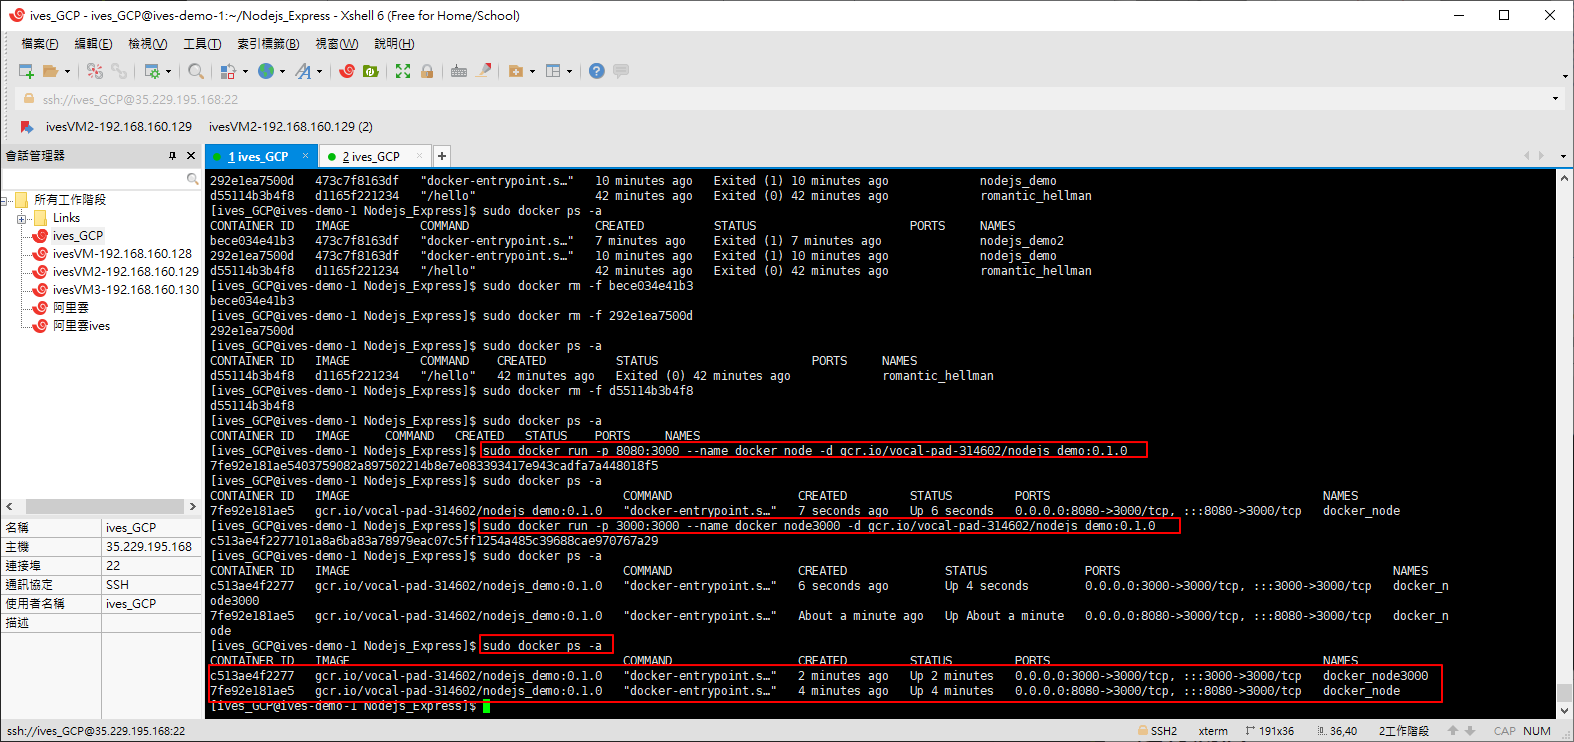 ives_GCP - ives_GCP@ives-demo-1:~/Nodejs_Express - Xshell 6 (Free for Home/School)
檔案(F) 編輯(E) 檢視(V) 工具(T) 索引標籤(B) 視窗(W) 說明(H)
ssh://ives_GCP@35.229.195.168:22
ivesVM2-192.168.160.129 ivesVM2-192.168.160.129 (2)
會話管理器
所有工作階段
Links
ives_GCP
ivesVM-192.168.160.128
ivesVM2-192.168.160.129
ivesVM3-192.168.160.130
阿里雲
阿里雲ives
名稱 ives_GCP
主機 35.229.195.168
連接埠 22
通訊協定 SSH
使用者名稱 ives_GCP
描述
1 ives_GCP × 2 ives_GCP × +
292e1ea7500d 473c7f8163df "docker-entrypoint.s…" 10 minutes ago Exited (1) 10 minutes ago nodejs_demo
d55114b3b4f8 d1165f221234 "/hello" 42 minutes ago Exited (0) 42 minutes ago romantic_hellman
[ives_GCP@ives-demo-1 Nodejs_Express]$ sudo docker ps -a
CONTAINER ID IMAGE COMMAND CREATED STATUS PORTS NAMES
bece034e41b3 473c7f8163df "docker-entrypoint.s…" 7 minutes ago Exited (1) 7 minutes ago nodejs_demo2
292e1ea7500d 473c7f8163df "docker-entrypoint.s…" 10 minutes ago Exited (1) 10 minutes ago nodejs_demo
d55114b3b4f8 d1165f221234 "/hello" 42 minutes ago Exited (0) 42 minutes ago romantic_hellman
[ives_GCP@ives-demo-1 Nodejs_Express]$ sudo docker rm -f bece034e41b3
bece034e41b3
[ives_GCP@ives-demo-1 Nodejs_Express]$ sudo docker rm -f 292e1ea7500d
292e1ea7500d
[ives_GCP@ives-demo-1 Nodejs_Express]$ sudo docker ps -a
CONTAINER ID IMAGE COMMAND CREATED STATUS PORTS NAMES
d55114b3b4f8 d1165f221234 "/hello" 42 minutes ago Exited (0) 42 minutes ago romantic_hellman
[ives_GCP@ives-demo-1 Nodejs_Express]$ sudo docker rm -f d55114b3b4f8
d55114b3b4f8
[ives_GCP@ives-demo-1 Nodejs_Express]$ sudo docker ps -a
CONTAINER ID IMAGE COMMAND CREATED STATUS PORTS NAMES
[ives_GCP@ives-demo-1 Nodejs_Express]$ sudo docker run -p 8080:3000 --name docker_node -d gcr.io/vocal-pad-314602/nodejs_demo:0.1.0
7fe92e181ae5403759082a897502214b8e7e083393417e943cadfa7a448018f5
[ives_GCP@ives-demo-1 Nodejs_Express]$ sudo docker ps -a
CONTAINER ID IMAGE COMMAND CREATED STATUS PORTS NAMES
7fe92e181ae5 gcr.io/vocal-pad-314602/nodejs_demo:0.1.0 "docker-entrypoint.s…" 7 seconds ago Up 6 seconds 0.0.0.0:8080->3000/tcp, :::8080->3000/tcp docker_node
[ives_GCP@ives-demo-1 Nodejs_Express]$ sudo docker run -p 3000:3000 --name docker_node3000 -d gcr.io/vocal-pad-314602/nodejs_demo:0.1.0
c513ae4f2277101a8a6ba83a78979eac07c5ff1254a485c39688cae970767a29
[ives_GCP@ives-demo-1 Nodejs_Express]$ sudo docker ps -a
CONTAINER ID IMAGE COMMAND CREATED STATUS PORTS NAMES
c513ae4f2277 gcr.io/vocal-pad-314602/nodejs_demo:0.1.0 "docker-entrypoint.s…" 6 seconds ago Up 4 seconds 0.0.0.0:3000->3000/tcp, :::3000->3000/tcp docker_n
ode3000
7fe92e181ae5 gcr.io/vocal-pad-314602/nodejs_demo:0.1.0 "docker-entrypoint.s…" About a minute ago Up About a minute 0.0.0.0:8080->3000/tcp, :::8080->3000/tcp docker_n
ode
[ives_GCP@ives-demo-1 Nodejs_Express]$ sudo docker ps -a
CONTAINER ID IMAGE COMMAND CREATED STATUS PORTS NAMES
c513ae4f2277 gcr.io/vocal-pad-314602/nodejs_demo:0.1.0 "docker-entrypoint.s…" 2 minutes ago Up 2 minutes 0.0.0.0:3000->3000/tcp, :::3000->3000/tcp docker_node3000
7fe92e181ae5 gcr.io/vocal-pad-314602/nodejs_demo:0.1.0 "docker-entrypoint.s…" 4 minutes ago Up 4 minutes 0.0.0.0:8080->3000/tcp, :::8080->3000/tcp docker_node
[ives_GCP@ives-demo-1 Nodejs_Express]$
ssh://ives_GCP@35.229.195.168:22 SSH2 xterm 191x36 36,40 2工作階段 CAP NUM